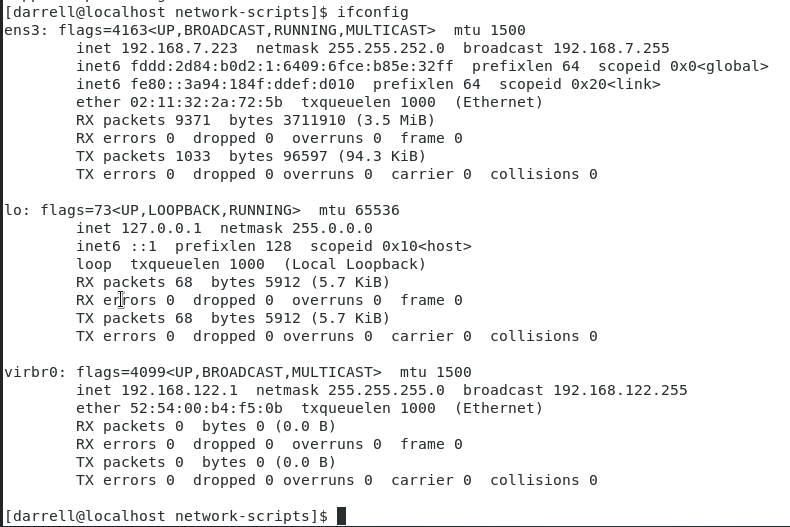 [darrell@localhost network-scripts]$ ifconfig
ens3: flags=4163<UP,BROADCAST,RUNNING,MULTICAST>  mtu 1500
        inet 192.168.7.223  netmask 255.255.252.0  broadcast 192.168.7.255
        inet6 fddd:2d84:b0d2:1:6409:6fce:b85e:32ff  prefixlen 64  scopeid 0x0<global>
        inet6 fe80::3a94:184f:ddef:d010  prefixlen 64  scopeid 0x20<link>
        ether 02:11:32:2a:72:5b  txqueuelen 1000  (Ethernet)
        RX packets 9371  bytes 3711910 (3.5 MiB)
        RX errors 0  dropped 0  overruns 0  frame 0
        TX packets 1033  bytes 96597 (94.3 KiB)
        TX errors 0  dropped 0 overruns 0  carrier 0  collisions 0

lo: flags=73<UP,LOOPBACK,RUNNING>  mtu 65536
        inet 127.0.0.1  netmask 255.0.0.0
        inet6 ::1  prefixlen 128  scopeid 0x10<host>
        loop  txqueuelen 1000  (Local Loopback)
        RX packets 68  bytes 5912 (5.7 KiB)
        RX errors 0  dropped 0  overruns 0  frame 0
        TX packets 68  bytes 5912 (5.7 KiB)
        TX errors 0  dropped 0 overruns 0  carrier 0  collisions 0

virbr0: flags=4099<UP,BROADCAST,MULTICAST>  mtu 1500
        inet 192.168.122.1  netmask 255.255.255.0  broadcast 192.168.122.255
        ether 52:54:00:b4:f5:0b  txqueuelen 1000  (Ethernet)
        RX packets 0  bytes 0 (0.0 B)
        RX errors 0  dropped 0  overruns 0  frame 0
        TX packets 0  bytes 0 (0.0 B)
        TX errors 0  dropped 0 overruns 0  carrier 0  collisions 0

[darrell@localhost network-scripts]$